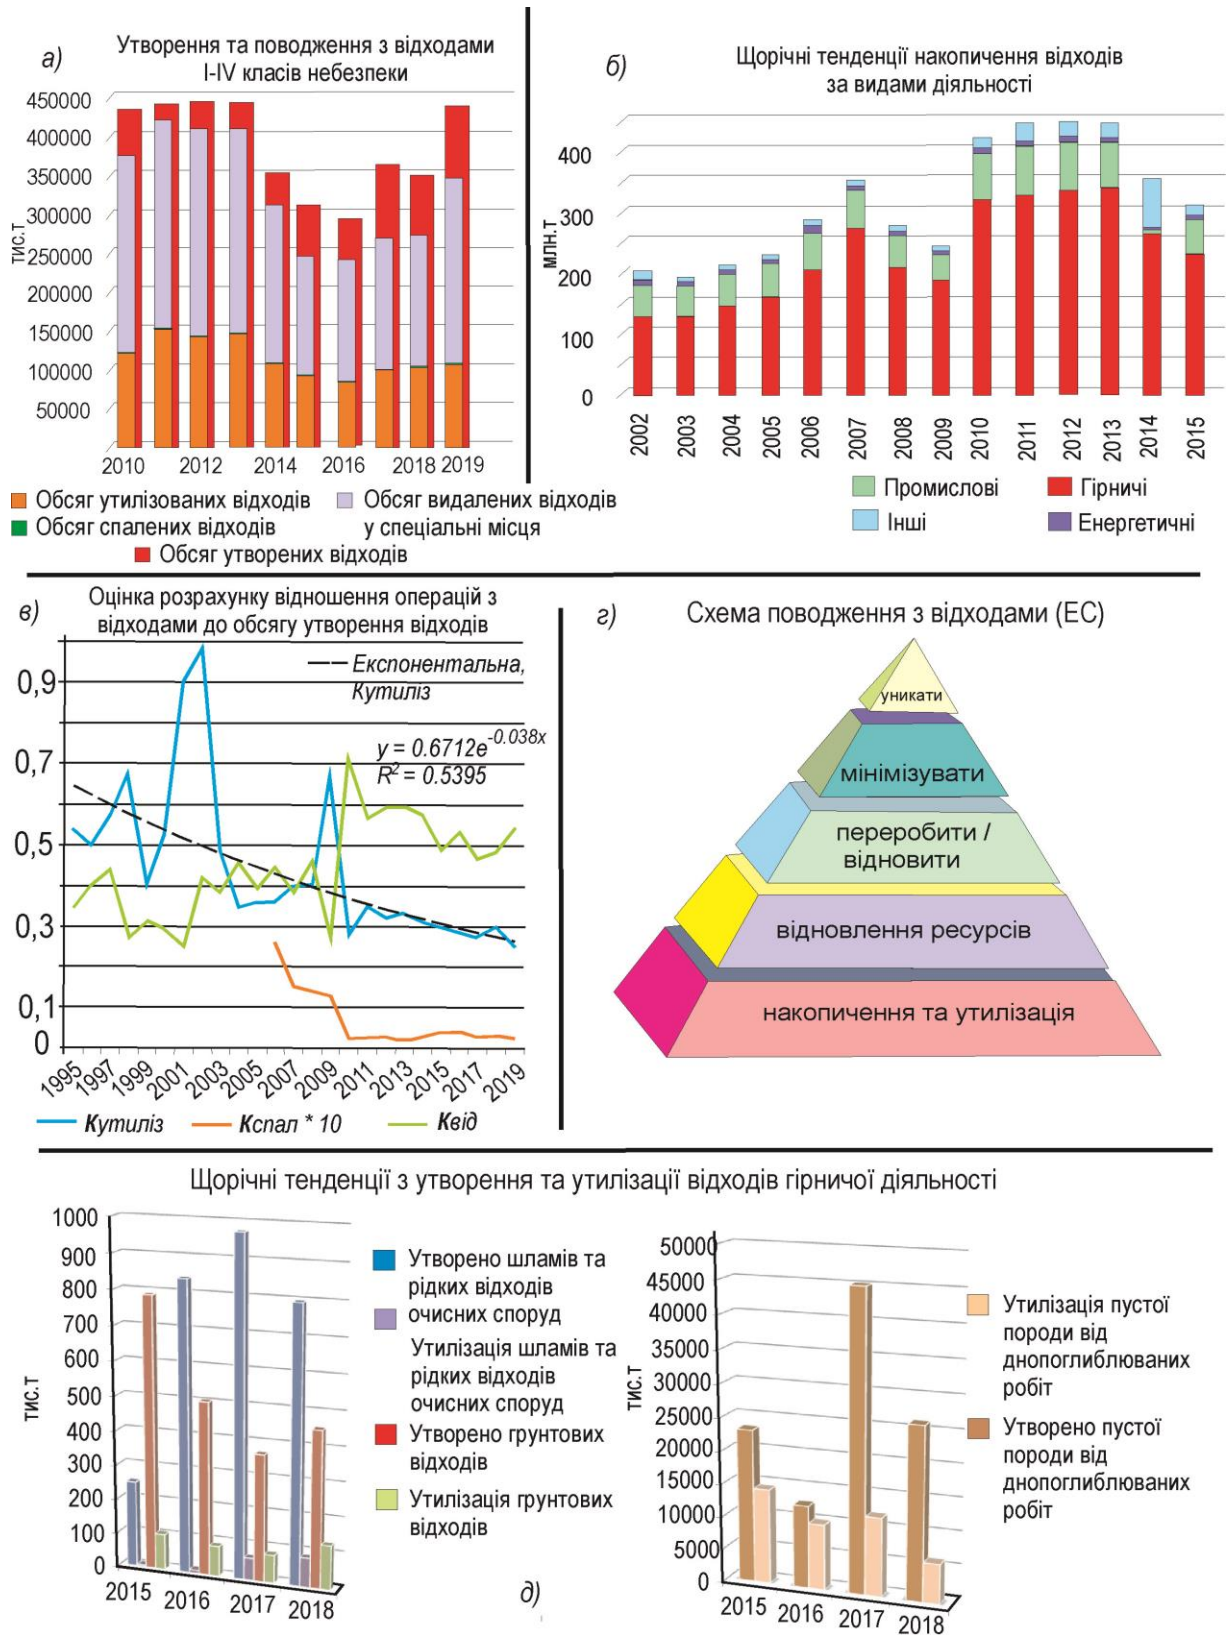 а)
Утворення та поводження з відходами
І-IV класів небезпеки
тис.т
450000
400000
350000
300000
250000
200000
150000
100000
50000
2010
2012
2014
2016
2018
2019
Обсяг утилізованих відходів
Обсяг видалених відходів
у спеціальні місця
Обсяг спалених відходів
Обсяг утворених відходів
б)
Щорічні тенденції накопичення відходів
за видами діяльності
млн.т
400
300
200
100
0
2002
2003
2004
2005
2006
2007
2008
2009
2010
2011
2012
2013
2014
2015
Промислові
Гірничі
Інші
Енергетичні
в)
Оцінка розрахунку відношення операцій з
відходами до обсягу утворення відходів
Експонентальна,
Кутиліз
y = 0.6712e^-0.038x
R² = 0.5395
0,9
0,7
0,5
0,3
0,1
0
1995
1997
1999
2001
2003
2005
2007
2009
2011
2013
2015
2017
2019
Кутиліз
Кспал * 10
Квід
г)
Схема поводження з відходами (ЕС)
уникати
мінімізувати
переробити /
відновити
відновлення ресурсів
накопичення та утилізація
Щорічні тенденції з утворення та утилізації відходів гірничої діяльності
тис.т
1000
900
800
700
600
500
400
300
200
100
0
2015
2016
2017
2018
Утворено шламів та
рідких відходів
очисних споруд
Утилізація шламів та
рідких відходів
очисних споруд
Утворено грунтових
відходів
Утилізація грунтових
відходів
д)
тис.т
50000
45000
40000
35000
30000
25000
20000
15000
10000
5000
0
2015
2016
2017
2018
Утилізація пустої
породи від
днопоглиблюваних
робіт
Утворено пустої
породи від
днопоглиблюваних
робіт